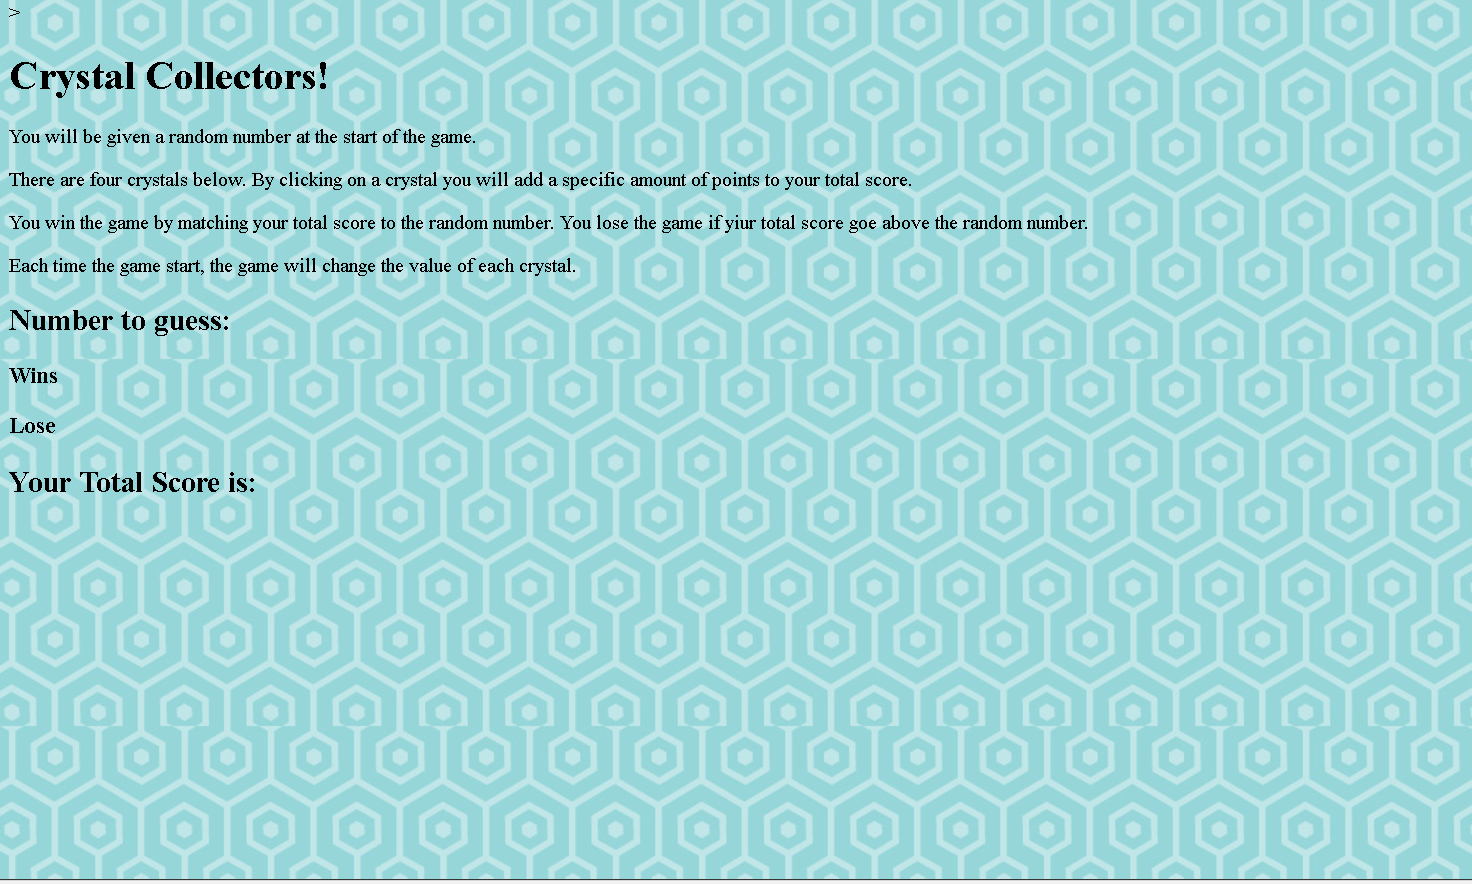 >
Crystal Collectors!
You will be given a random number at the start of the game.
There are four crystals below. By clicking on a crystal you will add a specific amount of points to your total score.
You win the game by matching your total score to the random number. You lose the game if yiur total score goe above the random number.
Each time the game start, the game will change the value of each crystal.
Number to guess:
Wins
Lose
Your Total Score is: